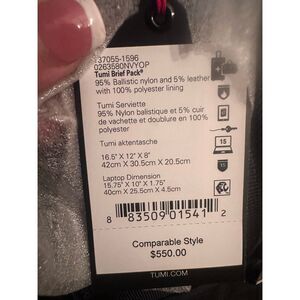 137055-1596
0263580NVYOP
Tumi Brief Pack®
95% Ballistic nylon and 5% leather
with 100% polyester lining
Tumi Serviette
95% Nylon balistique et 5% cuir
de vachette et doublure en 100%
polyester
Tumi aktentasche
16.5" X 12" X 8"
42cm X 30.5cm X 20.5cm
Laptop Dimension
15.75" X 10" X 1.75"
40cm X 25.5cm X 4.5cm
15
8 83509 01541 2
Comparable Style
$550.00
TUMI.COM